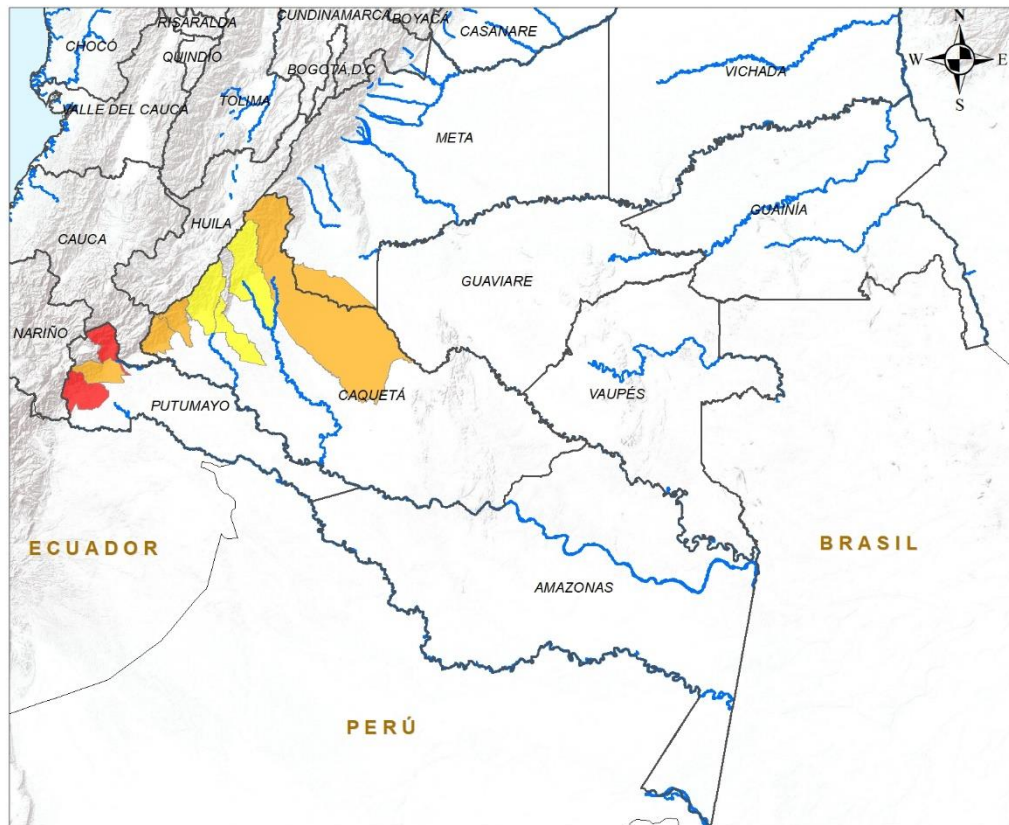 RISARALDA
CUNDINAMARCA
BOYACÁ
CASANARE
N
CHOCÓ
QUINDIO
BOGOTÁ D.C
W
E
VICHADA
VALLE DEL CAUCA
TOLIMA
S
META
GUAINÍA
HUILA
CAUCA
GUAVIARE
NARIÑO
CAQUETÁ
VAUPÉS
PUTUMAYO
ECUADOR
BRASIL
AMAZONAS
PERÚ